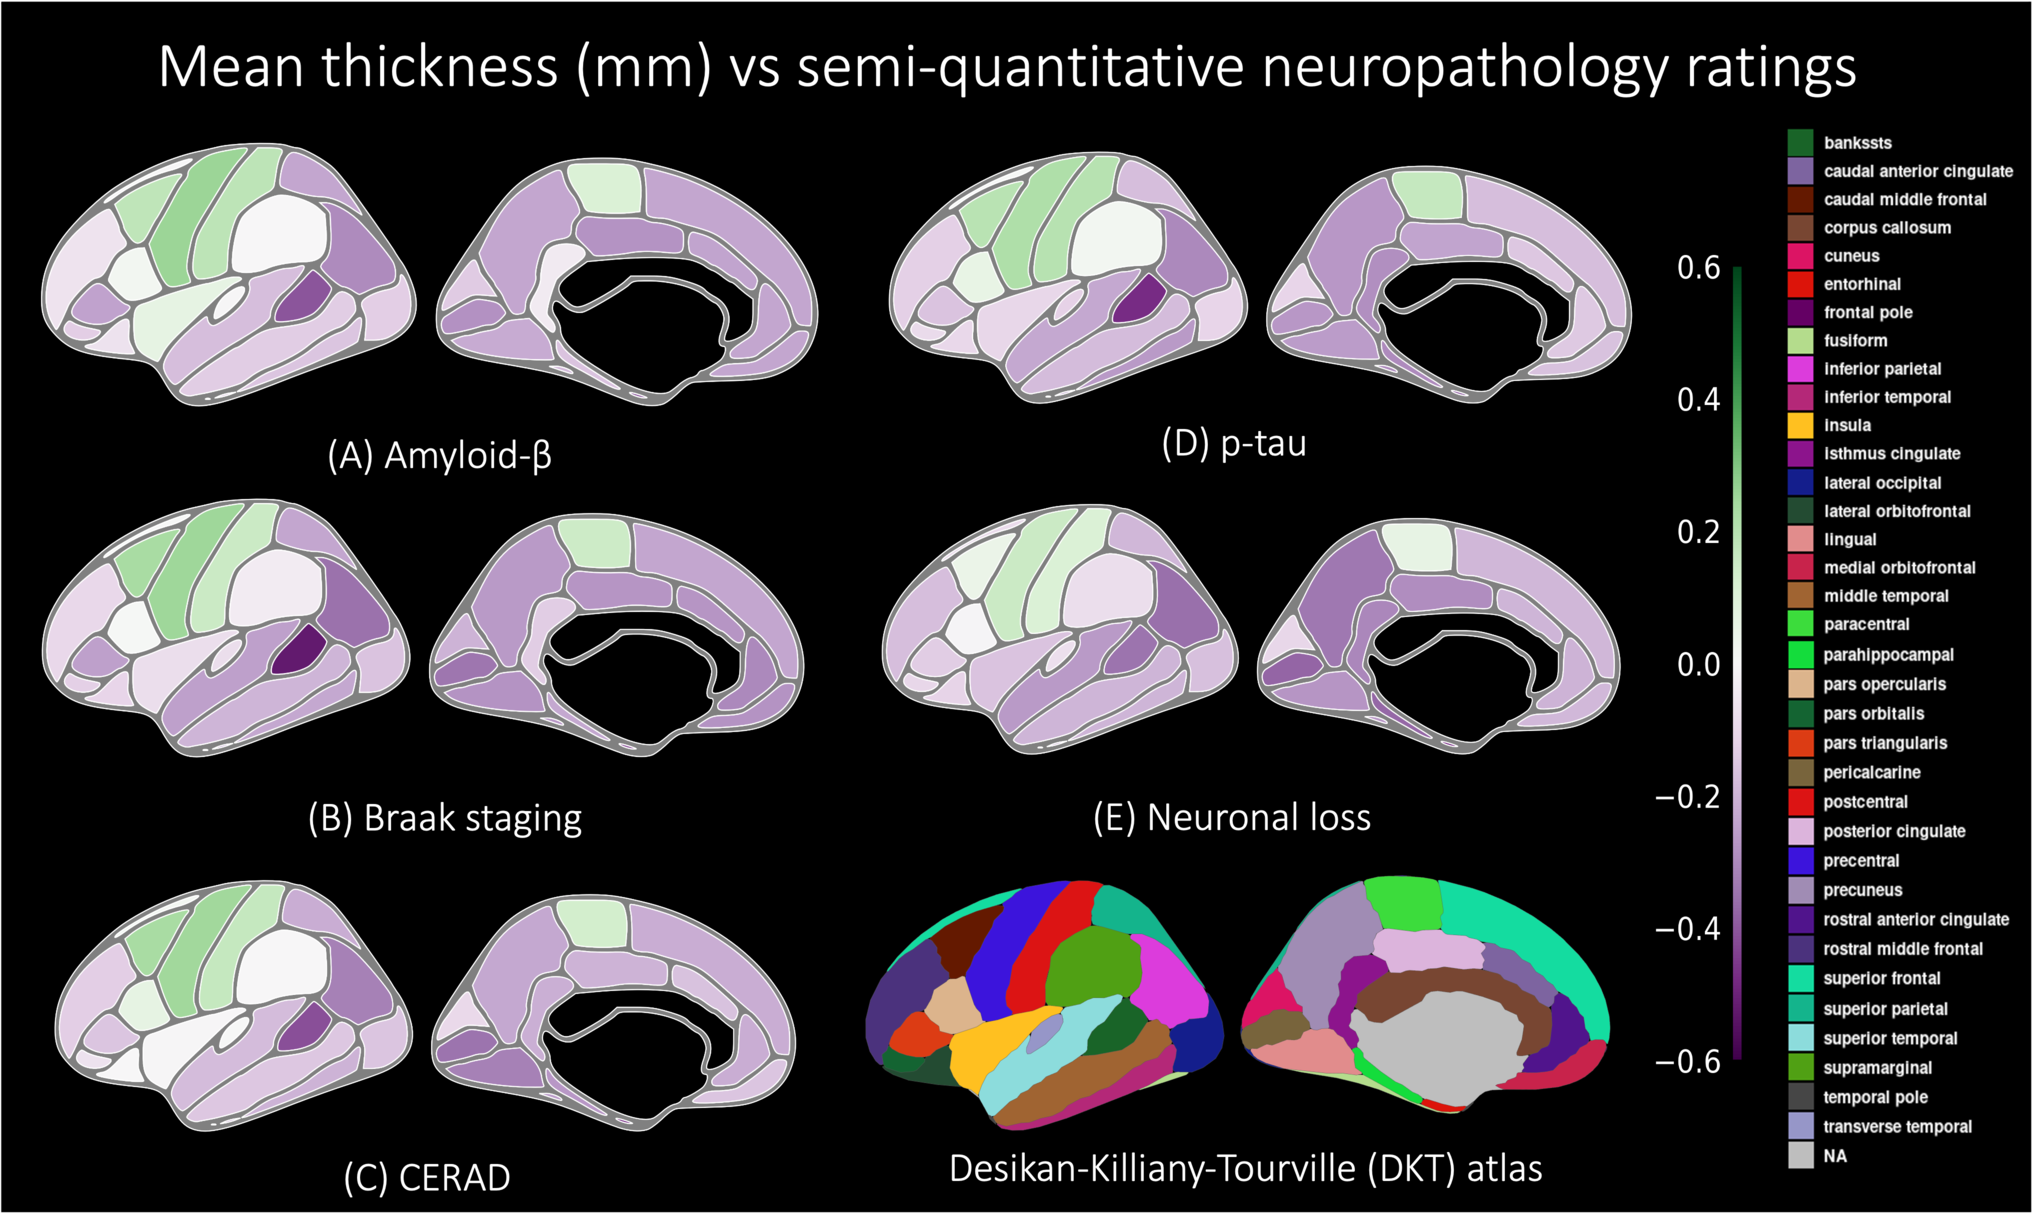 Mean thickness (mm) vs semi-quantitative neuropathology ratings
(A) Amyloid-β
(D) p-tau
(B) Braak staging
(E) Neuronal loss
(C) CERAD
Desikan-Killiany-Tourville (DKT) atlas
0.6
0.4
0.2
0.0
−0.2
−0.4
−0.6
bankssts
caudal anterior cingulate
caudal middle frontal
corpus callosum
cuneus
entorhinal
frontal pole
fusiform
inferior parietal
inferior temporal
insula
isthmus cingulate
lateral occipital
lateral orbitofrontal
lingual
medial orbitofrontal
middle temporal
paracentral
parahippocampal
pars opercularis
pars orbitalis
pars triangularis
pericalcarine
postcentral
posterior cingulate
precentral
precuneus
rostral anterior cingulate
rostral middle frontal
superior frontal
superior parietal
superior temporal
supramarginal
temporal pole
transverse temporal
NA